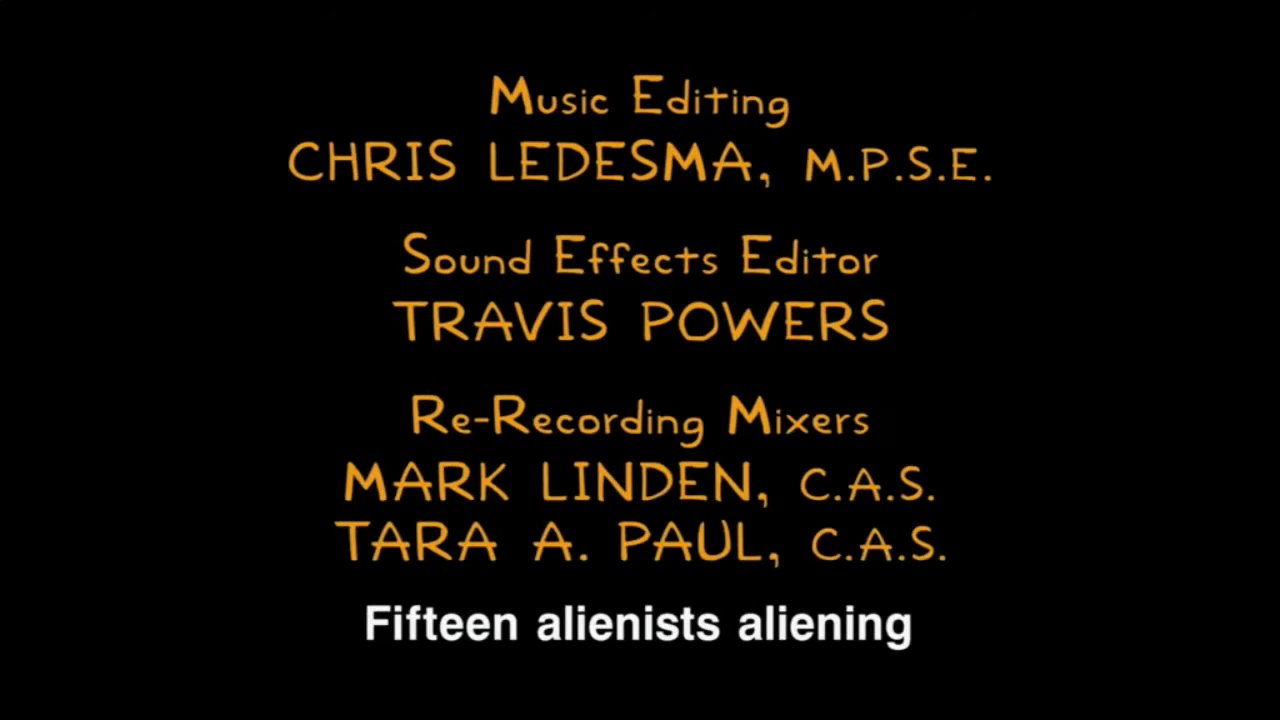 Music Editing
CHRIS LEDESMA, M.P.S.E.
Sound Effects Editor
TRAVIS POWERS
Re-Recording Mixers
MARK LINDEN, C.A.S.
TARA A. PAUL, C.A.S.
Fifteen alienists aliening